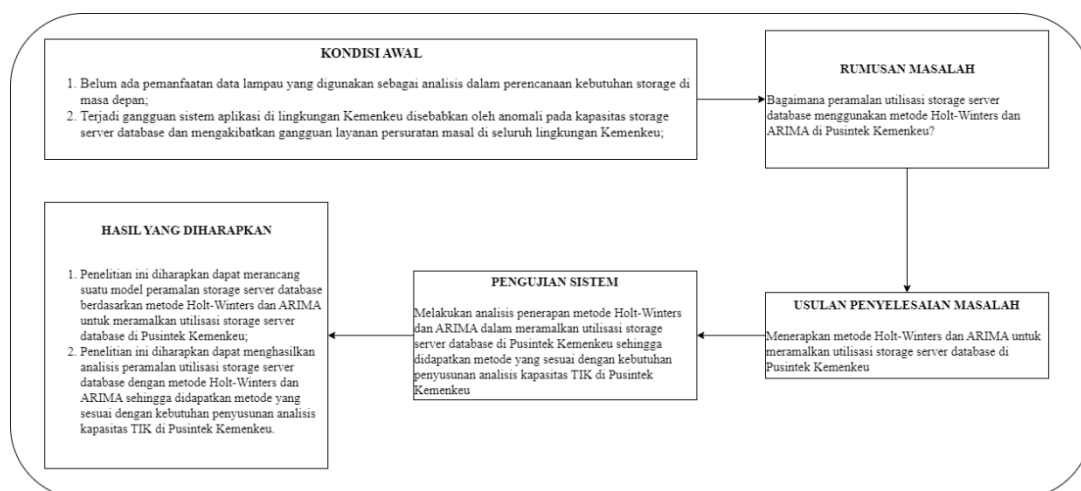 KONDISI AWAL
1. Belum ada pemanfaatan data lampau yang digunakan sebagai analisis dalam perencanaan kebutuhan storage di
masa depan;
2. Terjadi gangguan sistem aplikasi di lingkungan Kemenkeu disebabkan oleh anomali pada kapasitas storage
server database dan mengakibatkan gangguan layanan persuratan masal di seluruh lingkungan Kemenkeu;
RUMUSAN MASALAH
Bagaimana peramalan utilisasi storage server
database menggunakan metode Holt-Winters dan
ARIMA di Pusintek Kemenkeu?
USULAN PENYELESAIAN MASALAH
Menerapkan metode Holt-Winters dan ARIMA untuk
meramalkan utilisasi storage server database di
Pusintek Kemenkeu
PENGUJIAN SISTEM
Melakukan analisis penerapan metode Holt-Winters
dan ARIMA dalam meramalkan utilisasi storage
server database di Pusintek Kemenkeu sehingga
didapatkan metode yang sesuai dengan kebutuhan
penyusunan analisis kapasitas TIK di Pusintek
Kemenkeu
HASIL YANG DIHARAPKAN
1. Penelitian ini diharapkan dapat merancang
suatu model peramalan storage server database
berdasarkan metode Holt-Winters dan ARIMA
untuk meramalkan utilisasi storage server
database di Pusintek Kemenkeu;
2. Penelitian ini diharapkan dapat menghasilkan
analisis peramalan utilisasi storage server
database dengan metode Holt-Winters dan
ARIMA sehingga didapatkan metode yang
sesuai dengan kebutuhan penyusunan analisis
kapasitas TIK di Pusintek Kemenkeu.